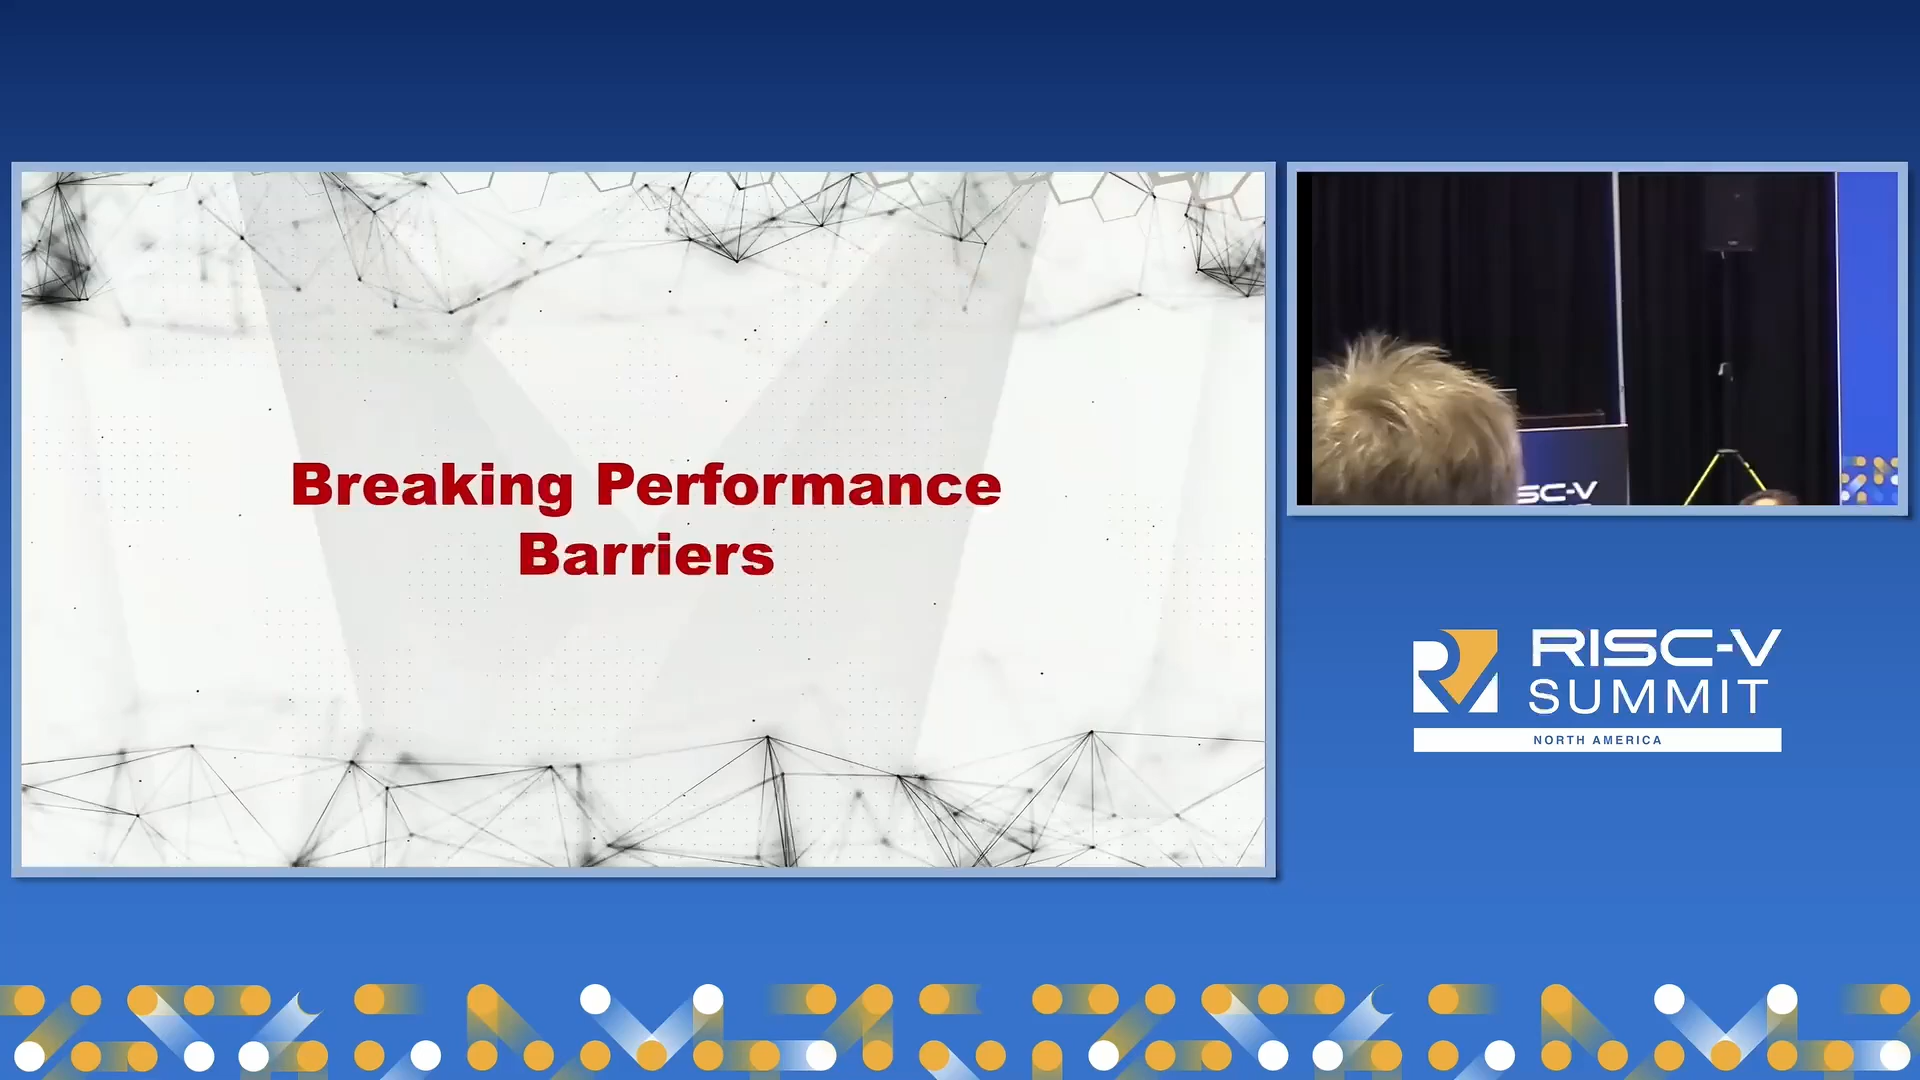 Breaking Performance
Barriers
SC-V
RISC-V
SUMMIT
NORTH AMERICA